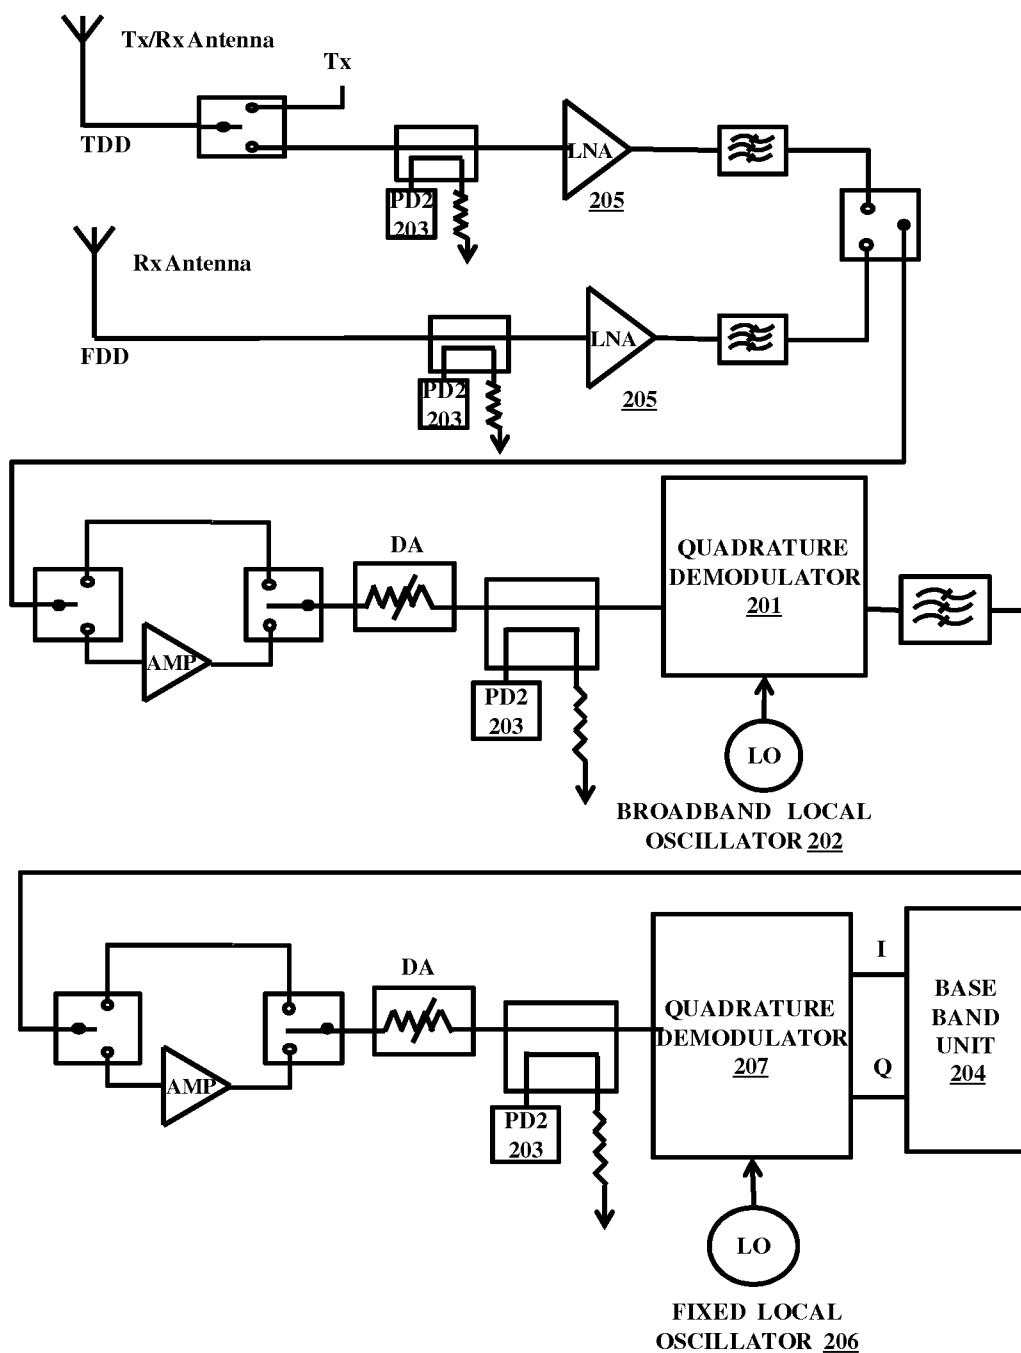 Tx/Rx Antenna
Tx
TDD
LNA
205
PD2
203
Rx Antenna
FDD
LNA
205
PD2
203
DA
QUADRATURE
DEMODULATOR
201
AMP
PD2
203
LO
BROADBAND LOCAL
OSCILLATOR 202
DA
QUADRATURE
DEMODULATOR
207
I
Q
BASE
BAND
UNIT
204
AMP
PD2
203
LO
FIXED LOCAL
OSCILLATOR 206